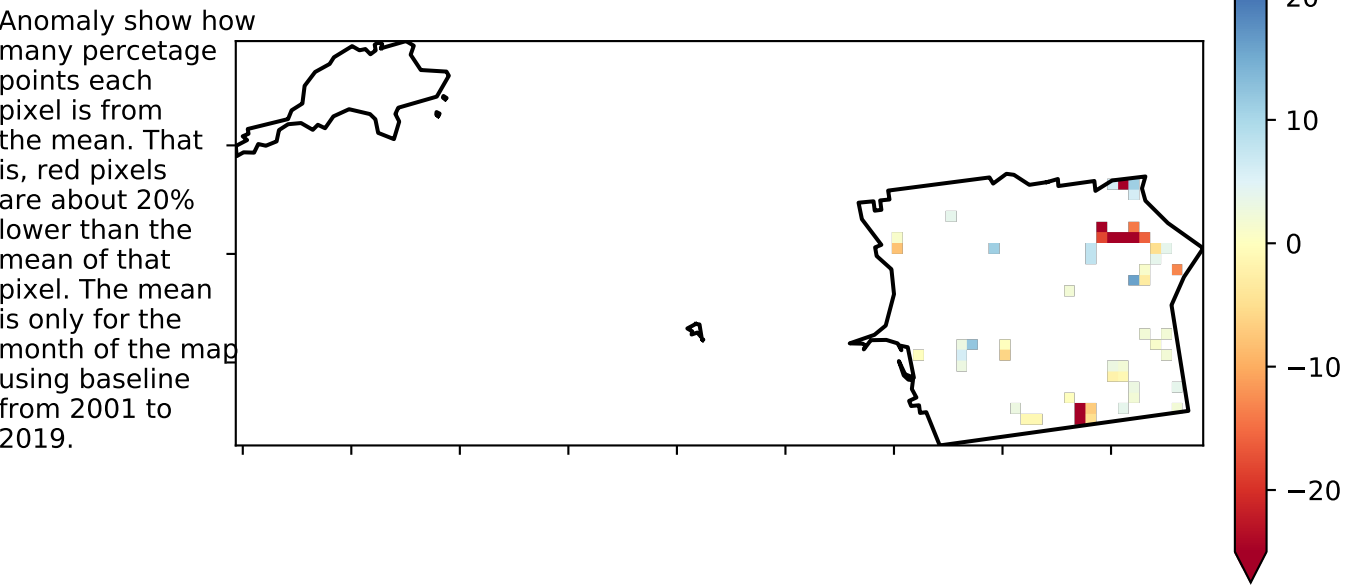 Anomaly show how
many percetage
points each
pixel is from
the mean. That
is, red pixels
are about 20%
lower than the
mean of that
pixel. The mean
is only for the
month of the map
using baseline
from 2001 to
2019.
20
10
0
−10
−20